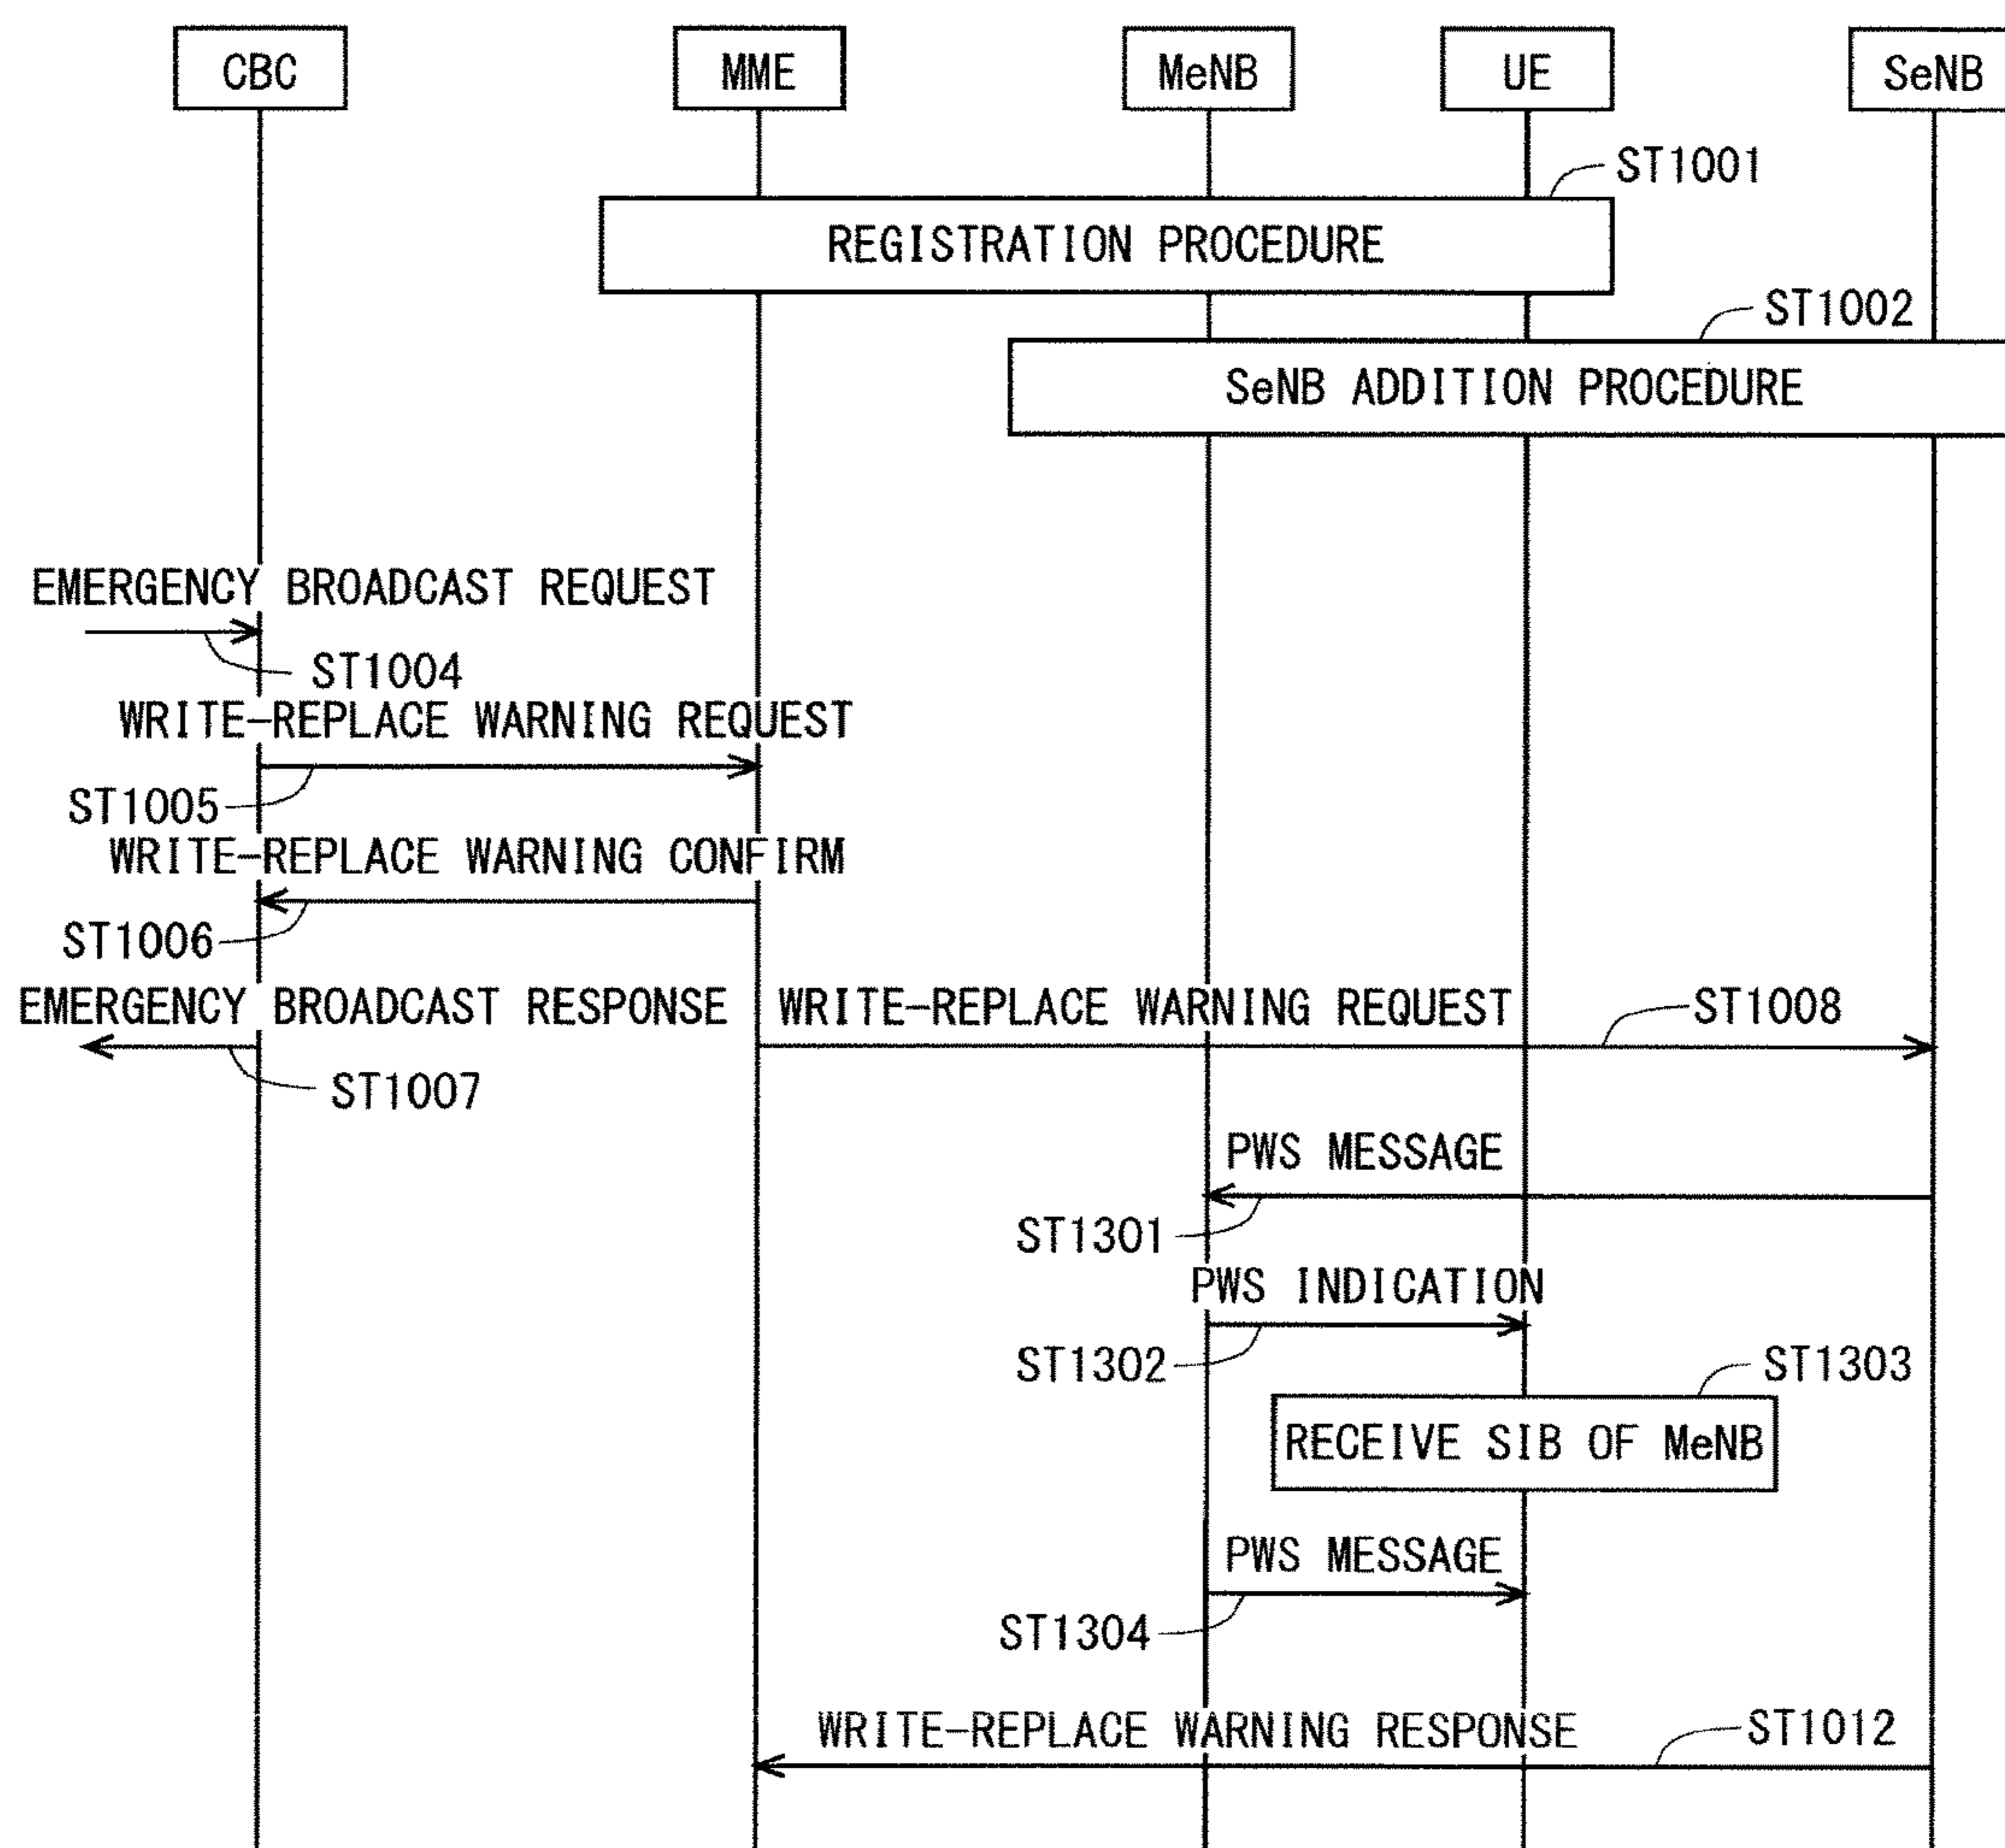 CBC
MME
MeNB
UE
SeNB
ST1001
REGISTRATION PROCEDURE
ST1002
SeNB ADDITION PROCEDURE
EMERGENCY BROADCAST REQUEST
ST1004
WRITE-REPLACE WARNING REQUEST
ST1005
WRITE-REPLACE WARNING CONFIRM
ST1006
EMERGENCY BROADCAST RESPONSE
WRITE-REPLACE WARNING REQUEST
ST1008
ST1007
PWS MESSAGE
ST1301
PWS INDICATION
ST1302
ST1303
RECEIVE SIB OF MeNB
PWS MESSAGE
ST1304
WRITE-REPLACE WARNING RESPONSE
ST1012